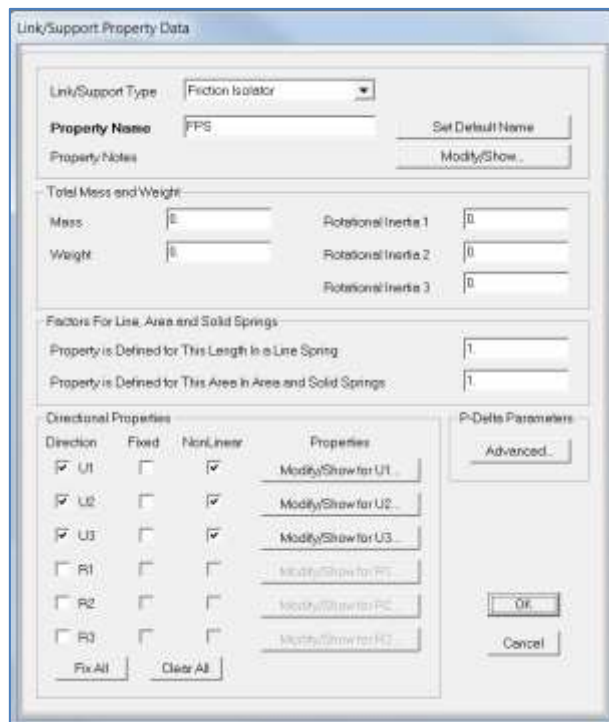 Link/Support Property Data
Link/Support Type Friction Isolator
Property Name FPS Set Default Name
Property Notes Modify/Show...
Total Mass and Weight
Mass 0. Rotational Inertia 1 0.
Weight 0. Rotational Inertia 2 0.
Rotational Inertia 3 0.
Factors For Line, Area and Solid Springs
Property is Defined for This Length In a Line Spring 1.
Property is Defined for This Area In Area and Solid Springs 1.
Directional Properties P-Delta Parameters
Direction Fixed NonLinear Properties Advanced...
U1 Modify/Show for U1...
U2 Modify/Show for U2...
U3 Modify/Show for U3...
R1 Modify/Show for R1...
R2 Modify/Show for R2... OK
R3 Modify/Show for R3... Cancel
Fix All Clear All